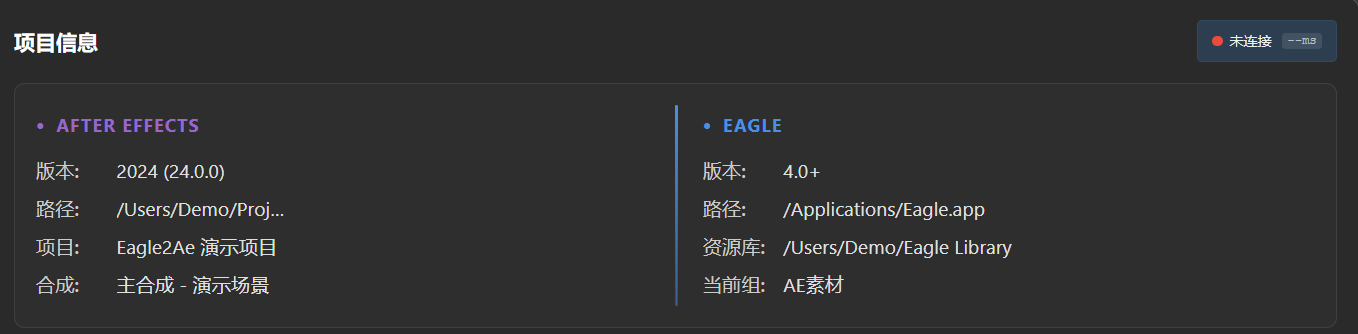 项目信息
未连接 --ms
• AFTER EFFECTS
版本: 2024 (24.0.0)
路径: /Users/Demo/Proj...
项目: Eagle2Ae 演示项目
合成: 主合成 - 演示场景
• EAGLE
版本: 4.0+
路径: /Applications/Eagle.app
资源库: /Users/Demo/Eagle Library
当前组: AE素材